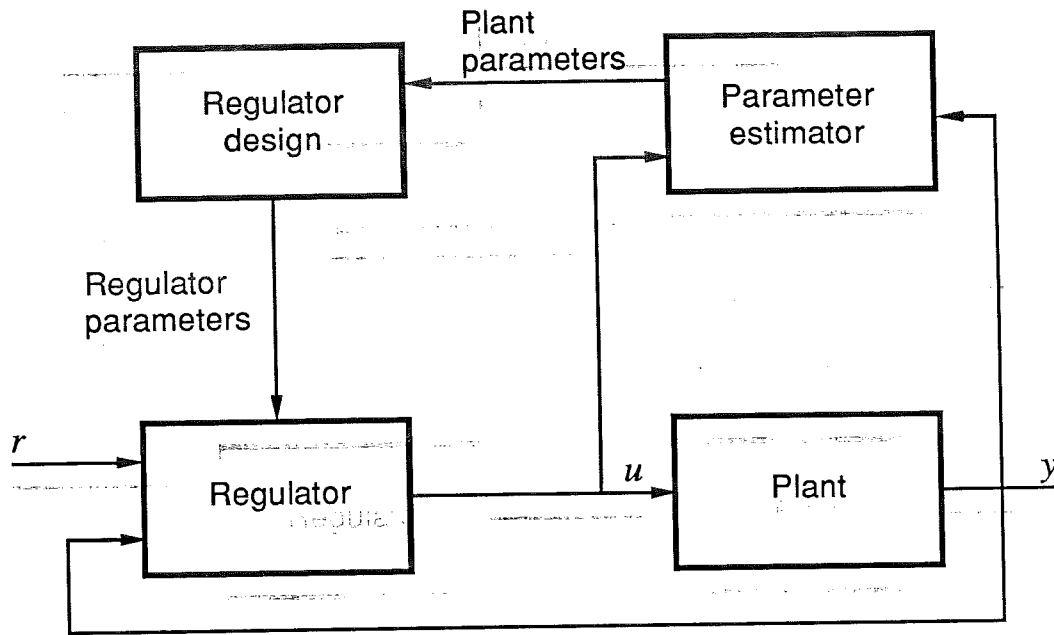 Plant
parameters
Regulator
design
Parameter
estimator
Regulator
parameters
r
Regulator
u
Plant
y